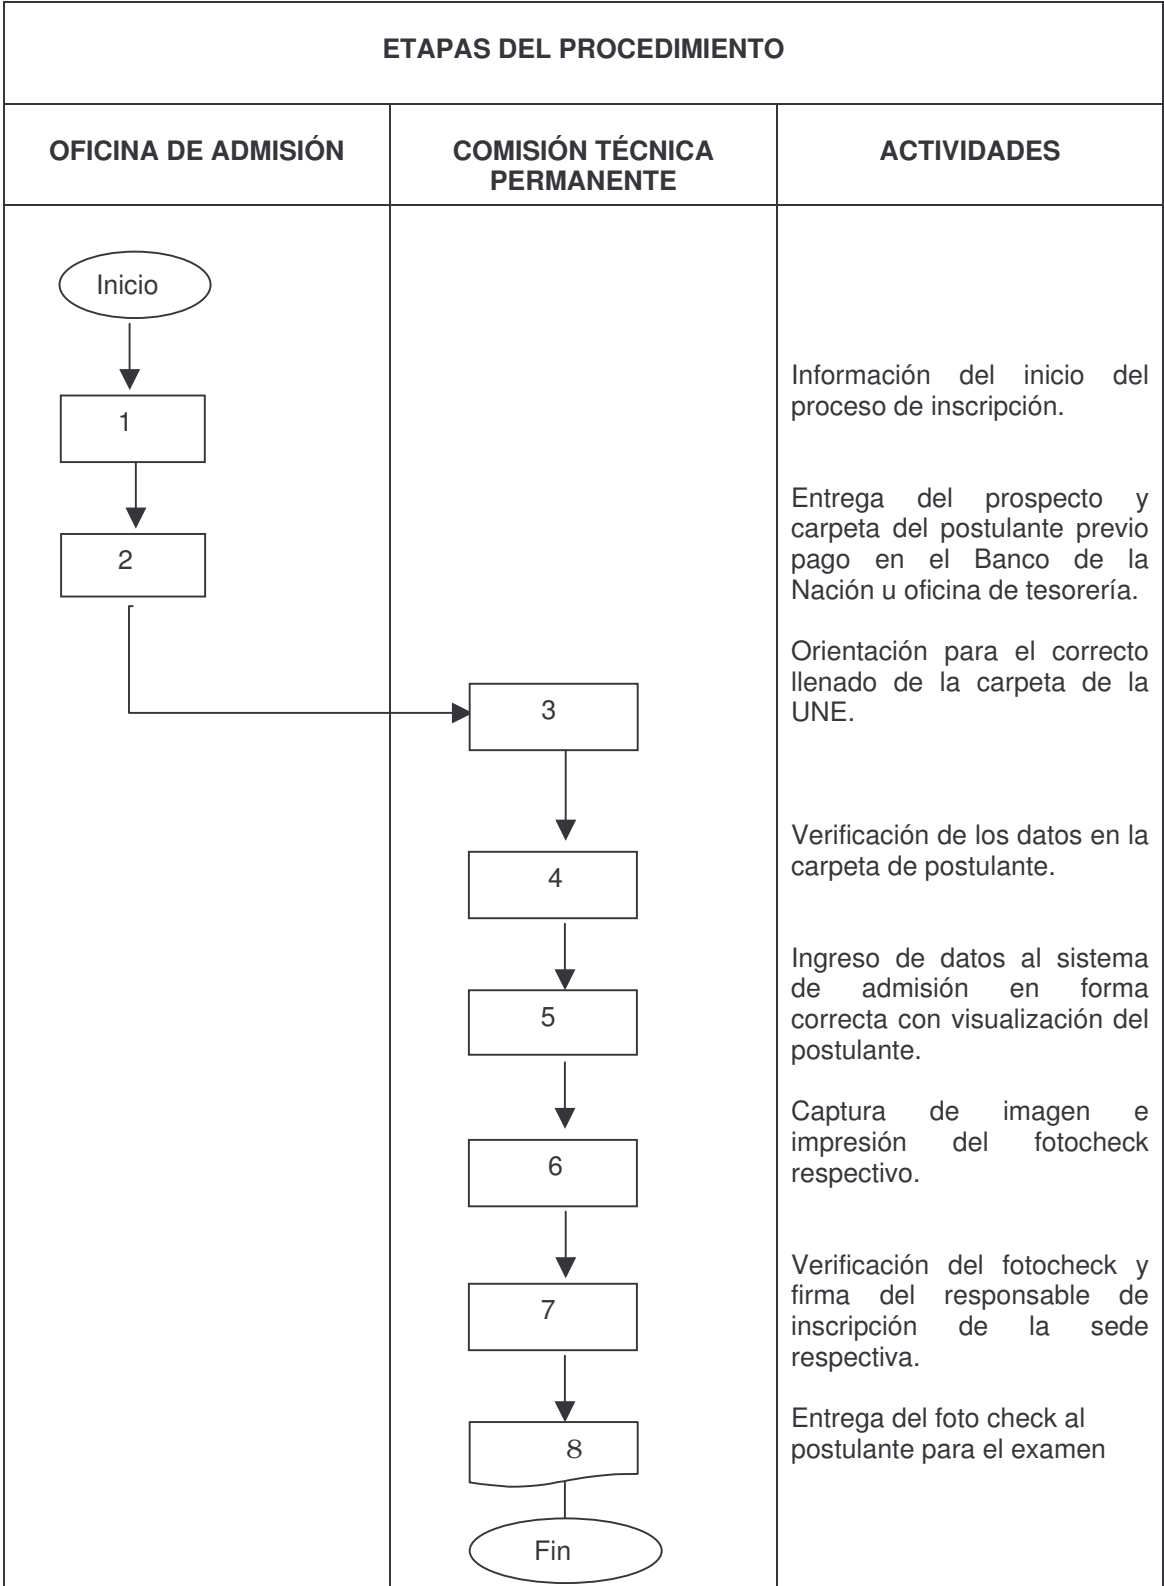 ETAPAS DEL PROCEDIMIENTO
OFICINA DE ADMISIÓN
COMISIÓN TÉCNICA
PERMANENTE
ACTIVIDADES
Inicio
1
Información del inicio del
proceso de inscripción.
2
Entrega del prospecto y
carpeta del postulante previo
pago en el Banco de la
Nación u oficina de tesorería.
3
Orientación para el correcto
llenado de la carpeta de la
UNE.
4
Verificación de los datos en la
carpeta de postulante.
5
Ingreso de datos al sistema
de admisión en forma
correcta con visualización del
postulante.
6
Captura de imagen e
impresión del fotocheck
respectivo.
7
Verificación del fotocheck y
firma del responsable de
inscripción de la sede
respectiva.
8
Entrega del foto check al
postulante para el examen
Fin